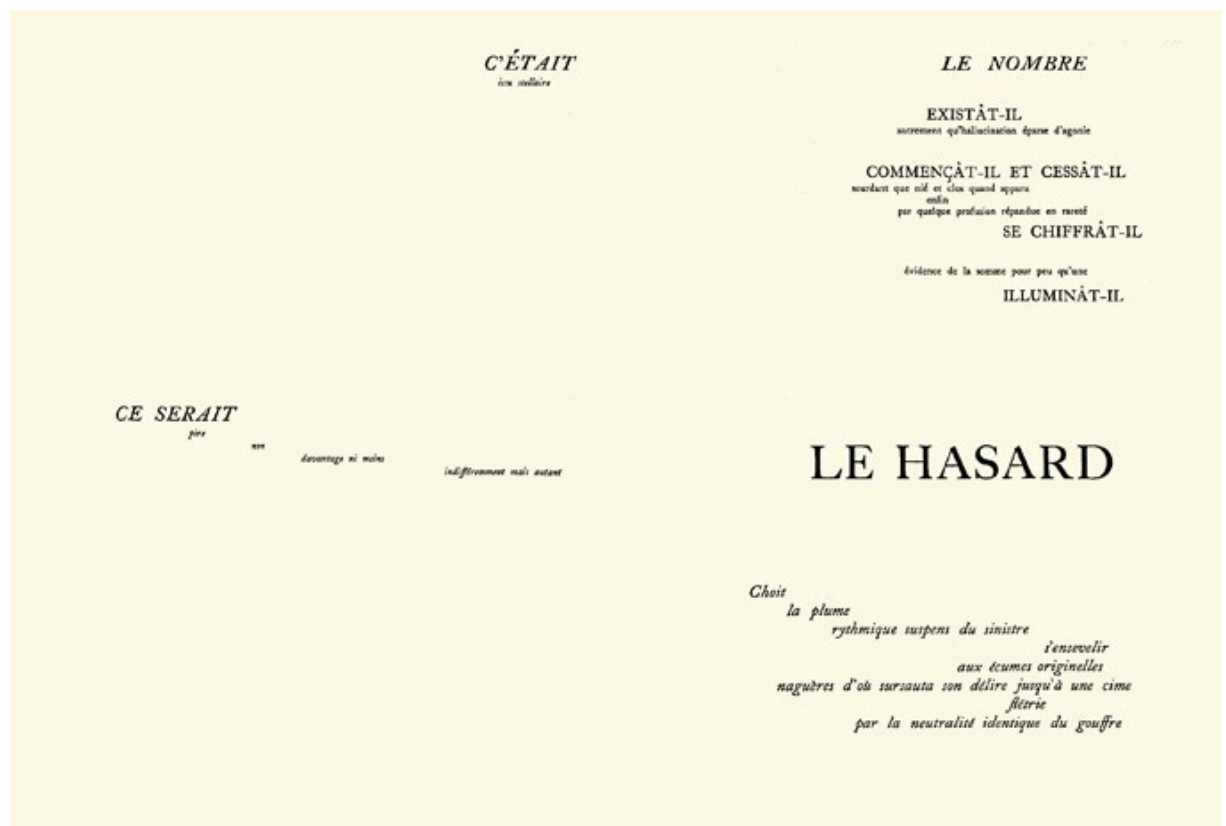 C'ÉTAIT
issu stellaire
CE SERAIT
pire
non
davantage ni moins
indifféremment mais autant
LE NOMBRE
EXISTÂT-IL
autrement qu'hallucination éparse d'agonie
COMMENÇÂT-IL ET CESSÂT-IL
sourdant que nié et clos quand apparu
enfin
par quelque profusion répandue en rareté
SE CHIFFRÂT-IL
évidence de la somme pour peu qu'une
ILLUMINÂT-IL
LE HASARD
Choit
la plume
rythmique suspens du sinistre
s'ensevelir
aux écumes originelles
naguères d'où sursauta son délire jusqu'à une cime
flétrie
par la neutralité identique du gouffre